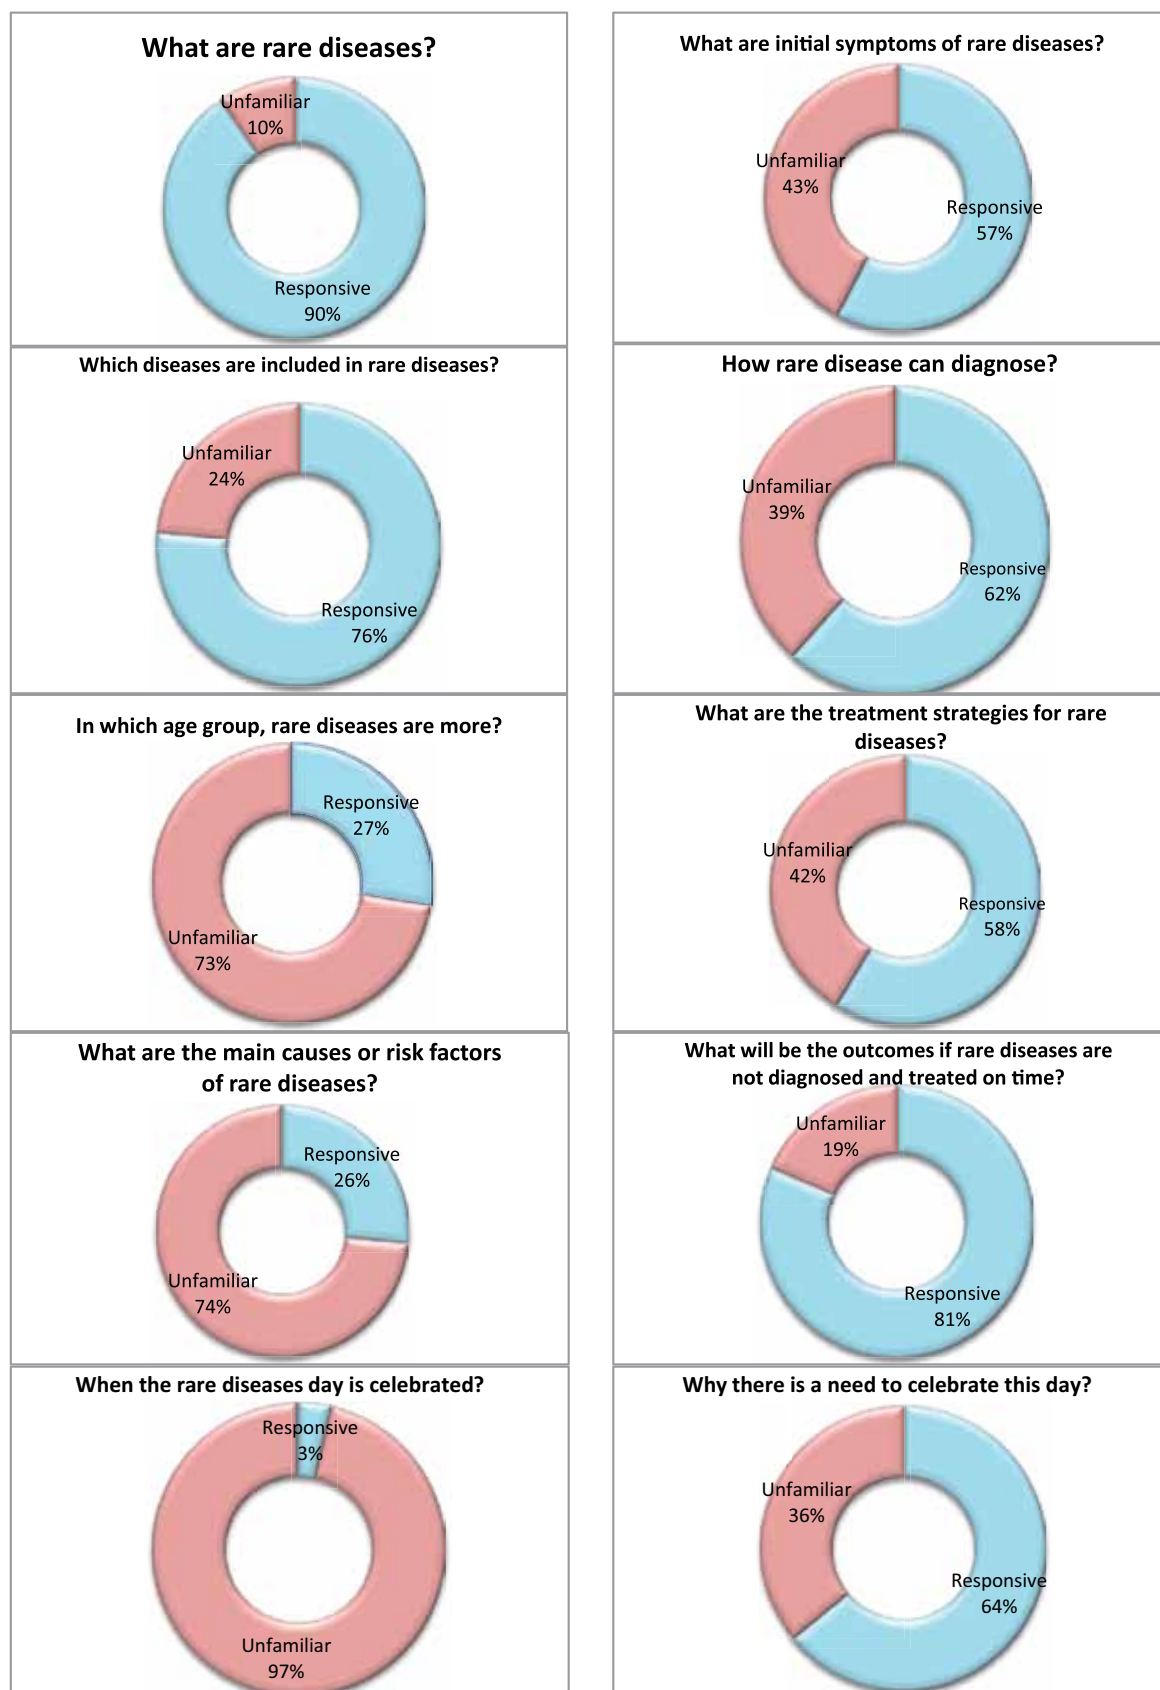 What are rare diseases?
Unfamiliar
10%
Responsive
90%
What are initial symptoms of rare diseases?
Unfamiliar
43%
Responsive
57%
Which diseases are included in rare diseases?
Unfamiliar
24%
Responsive
76%
How rare disease can diagnose?
Unfamiliar
39%
Responsive
62%
In which age group, rare diseases are more?
Responsive
27%
Unfamiliar
73%
What are the treatment strategies for rare
diseases?
Unfamiliar
42%
Responsive
58%
What are the main causes or risk factors
of rare diseases?
Responsive
26%
Unfamiliar
74%
What will be the outcomes if rare diseases are
not diagnosed and treated on time?
Unfamiliar
19%
Responsive
81%
When the rare diseases day is celebrated?
Responsive
3%
Unfamiliar
97%
Why there is a need to celebrate this day?
Unfamiliar
36%
Responsive
64%